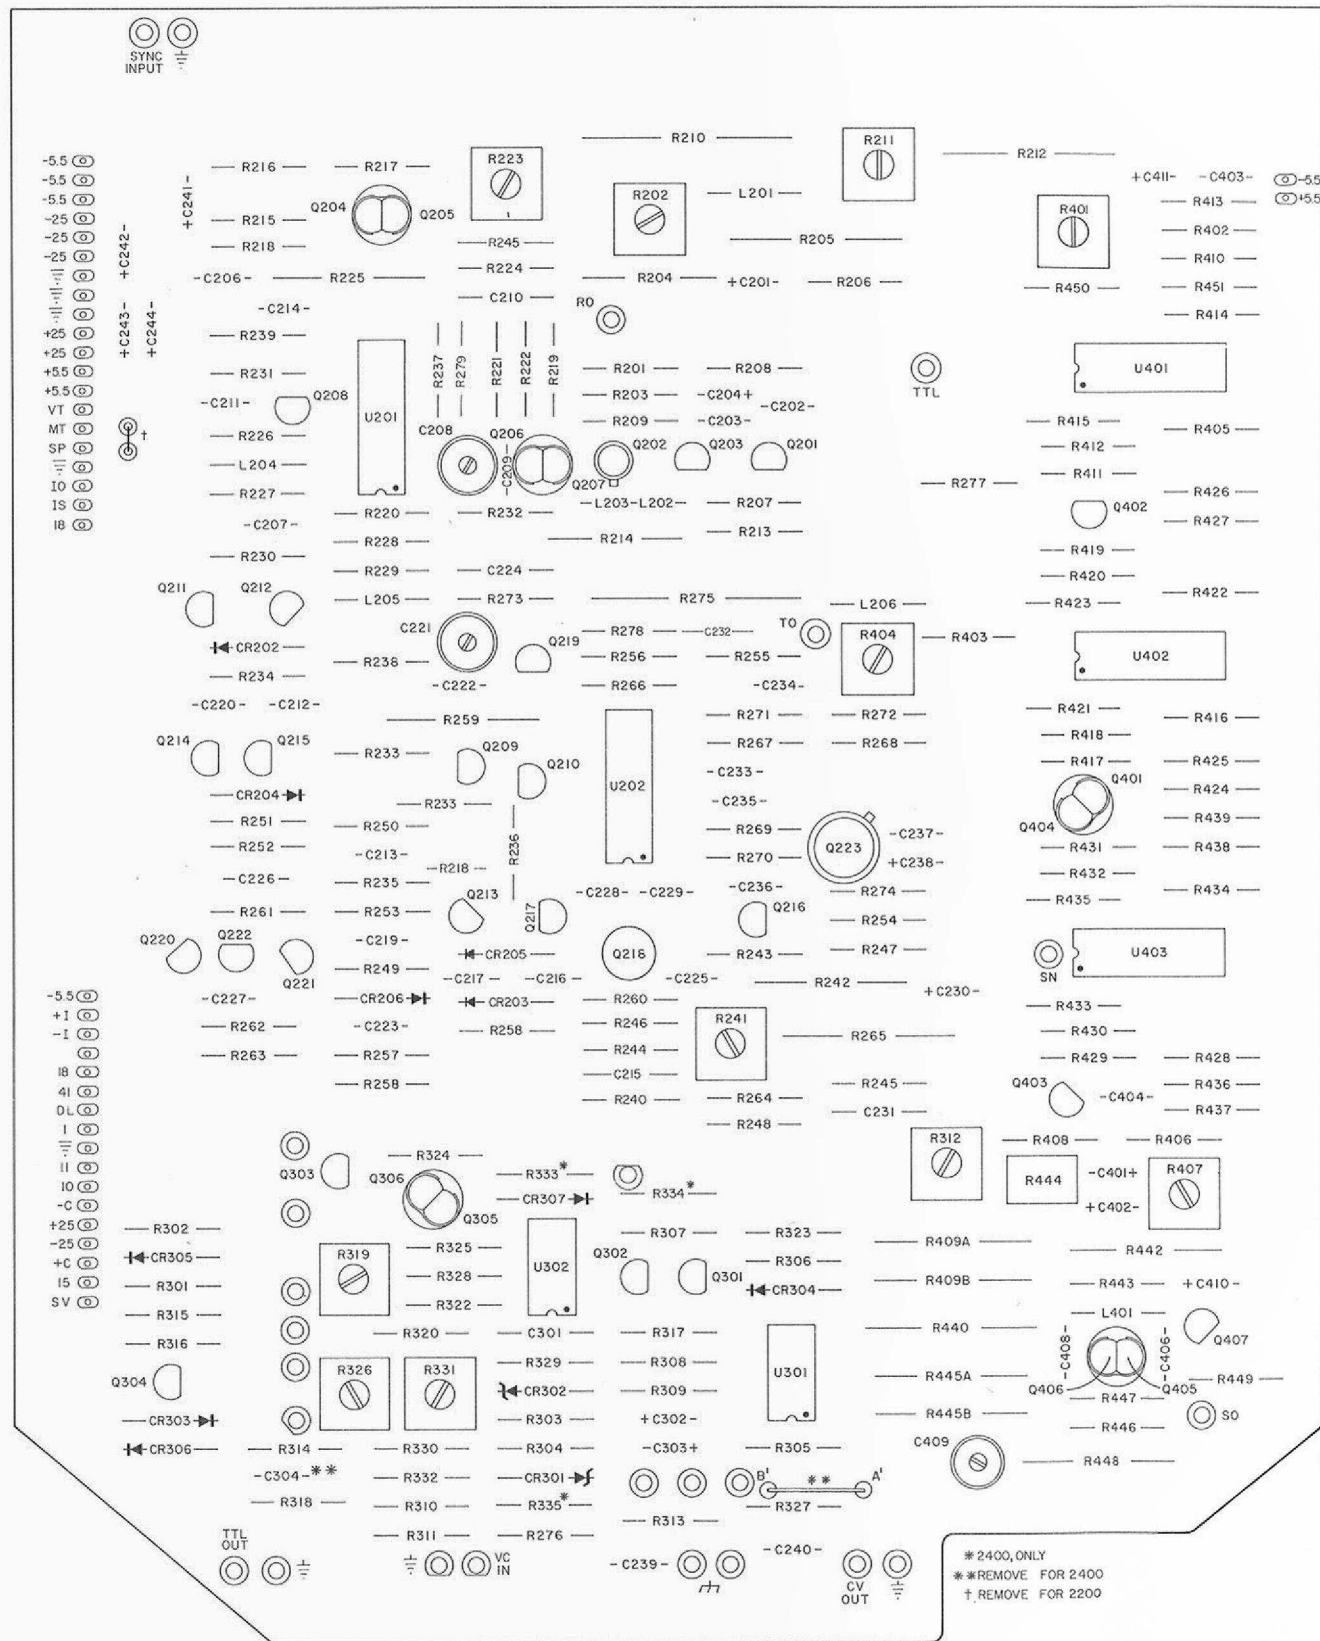 SYNC
INPUT
R210
R211
R212
-5.5
R216
R217
R223
-5.5
+C241-
R202
L201
+C411-
-C403-
-5.5
-5.5
Q204
Q205
R413
+5.5
-25
R215
R401
R402
-25
+C242-
R218
R245
R205
-25
R224
R410
-C206-
R225
R204
+C201-
R206
R450
R451
C210
-C214-
RO
R414
+25
+C243-
+C244-
R239
R237
R279
R221
R222
R219
+25
R201
R208
TTL
U401
+5.5
R231
+5.5
-C211-
Q208
R203
-C204+
-C202-
VT
U201
R209
-C203-
R415
MT
†
R226
C208
Q206
R405
SP
-C209-
Q202
Q203
Q201
R412
L204
R411
IO
R227
Q207
R277
R426
IS
-L203-
-L202-
R207
18
-C207-
R220
R232
Q402
R427
R228
R214
R213
R230
R419
R229
C224
R420
Q211
Q212
L205
R273
R275
L206
R423
R422
C221
R278
-C232-
TO
R404
R403
CR202
R238
Q219
R256
R255
U402
R234
-C222-
R266
-C234-
-C220-
-C212-
R259
R271
R272
R421
R416
R418
Q214
Q215
R233
Q209
Q210
R267
R268
R417
R425
-C233-
Q401
CR204
R233
U202
-C235-
R424
R251
R250
R236
R269
Q223
-C237-
Q404
R439
R252
-C213-
R270
+C238-
R431
R438
-R218-
R432
-C226-
R235
-C228-
-C229-
-C236-
R274
R434
R261
R253
Q213
Q217
Q216
R254
R435
Q220
Q222
-C219-
CR205
Q218
R243
R247
SN
U403
Q221
R249
-C217-
-C216-
-C225-
R242
+C230-
-5.5
-C227-
CR206
CR203
R260
R433
+I
R262
-C223-
R258
R246
R241
R265
R430
-I
R263
R257
R244
R429
R428
18
R258
C215
R245
Q403
R436
41
R240
R264
C231
-C404-
R437
DL
R248
I
R312
R408
R406
Q303
R324
11
Q306
R333*
R444
-C401+
R407
10
CR307
R334*
+C402-
-C
Q305
+25
R302
R307
R323
R409A
R442
-25
R319
R325
U302
Q302
+C
CR305
R328
Q301
R306
R409B
R443
+C410-
15
R301
CR304
SV
R322
R315
L401
R316
R320
C301
R317
R440
-C408-
-C406-
Q407
Q304
R326
R331
R329
R308
U301
R445A
Q406
Q405
R449
CR302
R309
R447
CR303
R303
+C302-
R445B
R446
SO
CR306
R314
R330
R304
-C303+
R305
C409
R448
-C304-**
R332
CR301
B'
**
A'
R318
R310
R335*
R327
R311
R276
R313
TTL
OUT
VC
IN
-C239-
-C240-
CV
OUT
* 2400, ONLY
** REMOVE FOR 2400
† REMOVE FOR 2200